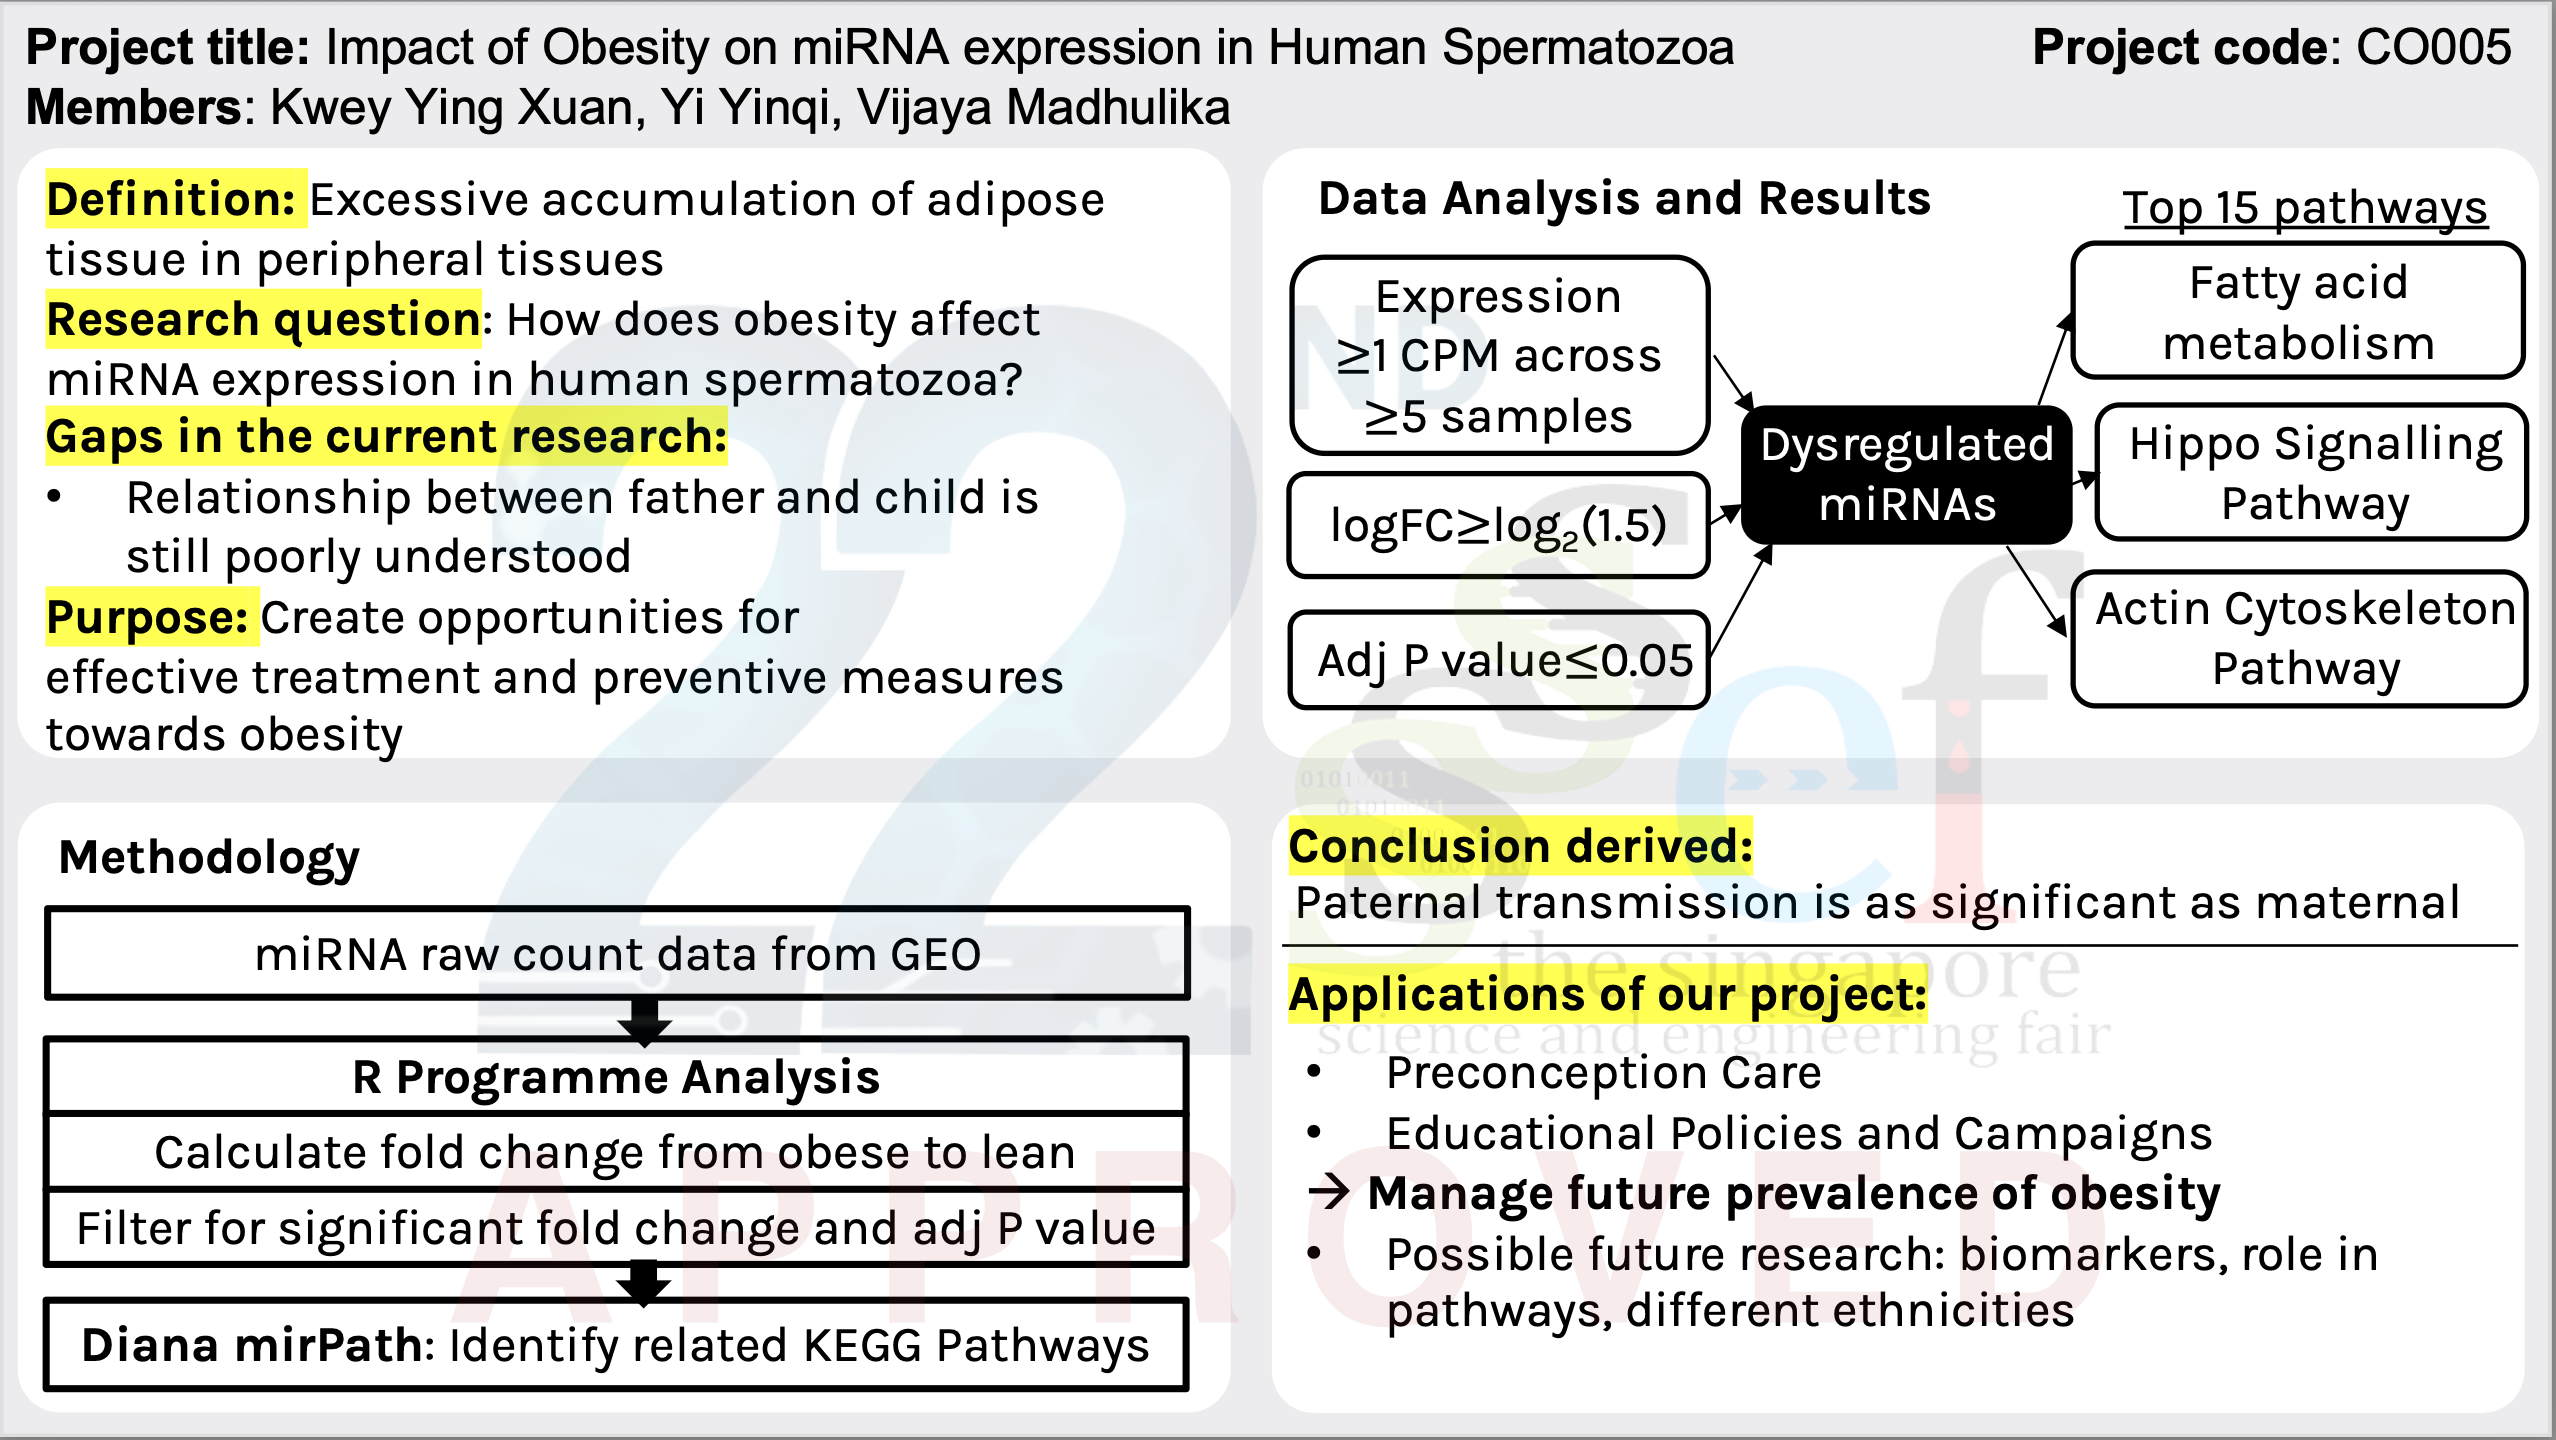 Project title: Impact of Obesity on miRNA expression in Human Spermatozoa
Project code: CO005
Members: Kwey Ying Xuan, Yi Yinqi, Vijaya Madhulika
Definition: Excessive accumulation of adipose
tissue in peripheral tissues
Research question: How does obesity affect
miRNA expression in human spermatozoa?
Gaps in the current research:
• Relationship between father and child is
still poorly understood
Purpose: Create opportunities for
effective treatment and preventive measures
towards obesity
Data Analysis and Results
Top 15 pathways
Expression
≥1 CPM across
≥5 samples
logFC≥log₂(1.5)
Adj P value≤0.05
Dysregulated
miRNAs
Fatty acid
metabolism
Hippo Signalling
Pathway
Actin Cytoskeleton
Pathway
Methodology
miRNA raw count data from GEO
R Programme Analysis
Calculate fold change from obese to lean
Filter for significant fold change and adj P value
Diana mirPath: Identify related KEGG Pathways
Conclusion derived:
Paternal transmission is as significant as maternal
Applications of our project:
• Preconception Care
• Educational Policies and Campaigns
→ Manage future prevalence of obesity
• Possible future research: biomarkers, role in
pathways, different ethnicities
22ND
ssef
01010011
the singapore
science and engineering fair
APPROVED